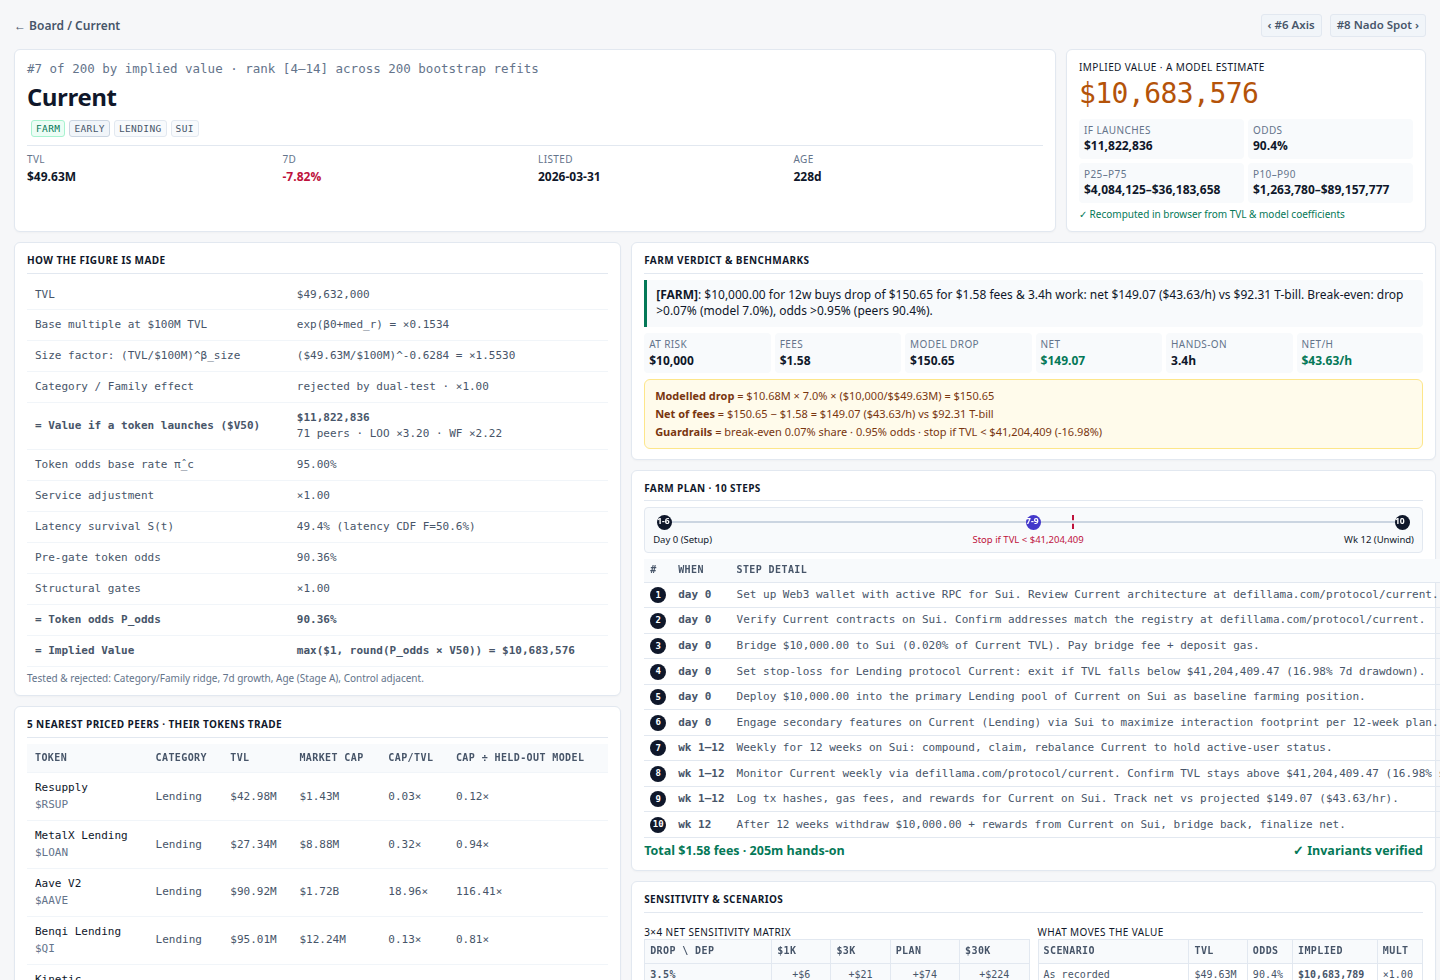 ← Board / Current
‹ #6 Axis
#8 Nado Spot ›
#7 of 200 by implied value · rank [4–14] across 200 bootstrap refits
Current
FARM EARLY LENDING SUI
TVL 7D LISTED AGE
$49.63M -7.82% 2026-03-31 228d
IMPLIED VALUE · A MODEL ESTIMATE
$10,683,576
IF LAUNCHES ODDS
$11,822,836 90.4%
P25–P75 P10–P90
$4,084,125–$36,183,658 $1,263,780–$89,157,777
✓ Recomputed in browser from TVL & model coefficients
HOW THE FIGURE IS MADE
TVL $49,632,000
Base multiple at $100M TVL exp(β0+med_r) = ×0.1534
Size factor: (TVL/$100M)^β_size ($49.63M/$100M)^-0.6284 = ×1.5530
Category / Family effect rejected by dual-test · ×1.00
= Value if a token launches ($V50) $11,822,836
71 peers · LOO ×3.20 · WF ×2.22
Token odds base rate π̂_c 95.00%
Service adjustment ×1.00
Latency survival S(t) 49.4% (latency CDF F=50.6%)
Pre-gate token odds 90.36%
Structural gates ×1.00
= Token odds P_odds 90.36%
= Implied Value max($1, round(P_odds × V50)) = $10,683,576
Tested & rejected: Category/Family ridge, 7d growth, Age (Stage A), Control adjacent.
5 NEAREST PRICED PEERS · THEIR TOKENS TRADE
TOKEN CATEGORY TVL MARKET CAP CAP/TVL CAP ÷ HELD-OUT MODEL
Resupply
$RSUP Lending $42.98M $1.43M 0.03× 0.12×
MetalX Lending
$LOAN Lending $27.34M $8.88M 0.32× 0.94×
Aave V2
$AAVE Lending $90.92M $1.72B 18.96× 116.41×
Benqi Lending
$QI Lending $95.01M $12.24M 0.13× 0.81×
Kinetic
FARM VERDICT & BENCHMARKS
[FARM]: $10,000.00 for 12w buys drop of $150.65 for $1.58 fees & 3.4h work: net $149.07 ($43.63/h) vs $92.31 T-bill. Break-even: drop
>0.07% (model 7.0%), odds >0.95% (peers 90.4%).
AT RISK FEES MODEL DROP NET HANDS-ON NET/H
$10,000 $1.58 $150.65 $149.07 3.4h $43.63/h
Modelled drop = $10.68M × 7.0% × ($10,000/$$49.63M) = $150.65
Net of fees = $150.65 − $1.58 = $149.07 ($43.63/h) vs $92.31 T-bill
Guardrails = break-even 0.07% share · 0.95% odds · stop if TVL < $41,204,409 (-16.98%)
FARM PLAN · 10 STEPS
1-6 7-9 10
Day 0 (Setup) Stop if TVL < $41,204,409 Wk 12 (Unwind)
# WHEN STEP DETAIL
1 day 0 Set up Web3 wallet with active RPC for Sui. Review Current architecture at defillama.com/protocol/current.
2 day 0 Verify Current contracts on Sui. Confirm addresses match the registry at defillama.com/protocol/current.
3 day 0 Bridge $10,000.00 to Sui (0.020% of Current TVL). Pay bridge fee + deposit gas.
4 day 0 Set stop-loss for Lending protocol Current: exit if TVL falls below $41,204,409.47 (16.98% 7d drawdown).
5 day 0 Deploy $10,000.00 into the primary Lending pool of Current on Sui as baseline farming position.
6 day 0 Engage secondary features on Current (Lending) via Sui to maximize interaction footprint per 12-week plan.
7 wk 1–12 Weekly for 12 weeks on Sui: compound, claim, rebalance Current to hold active-user status.
8 wk 1–12 Monitor Current weekly via defillama.com/protocol/current. Confirm TVL stays above $41,204,409.47 (16.98%
9 wk 1–12 Log tx hashes, gas fees, and rewards for Current on Sui. Track net vs projected $149.07 ($43.63/hr).
10 wk 12 After 12 weeks withdraw $10,000.00 + rewards from Current on Sui, bridge back, finalize net.
Total $1.58 fees · 205m hands-on ✓ Invariants verified
SENSITIVITY & SCENARIOS
3×4 NET SENSITIVITY MATRIX
DROP \ DEP $1K $3K PLAN $30K
3.5% +$6 +$21 +$74 +$224
WHAT MOVES THE VALUE
SCENARIO TVL ODDS IMPLIED MULT
As recorded $49.63M 90.4% $10,683,789 ×1.00